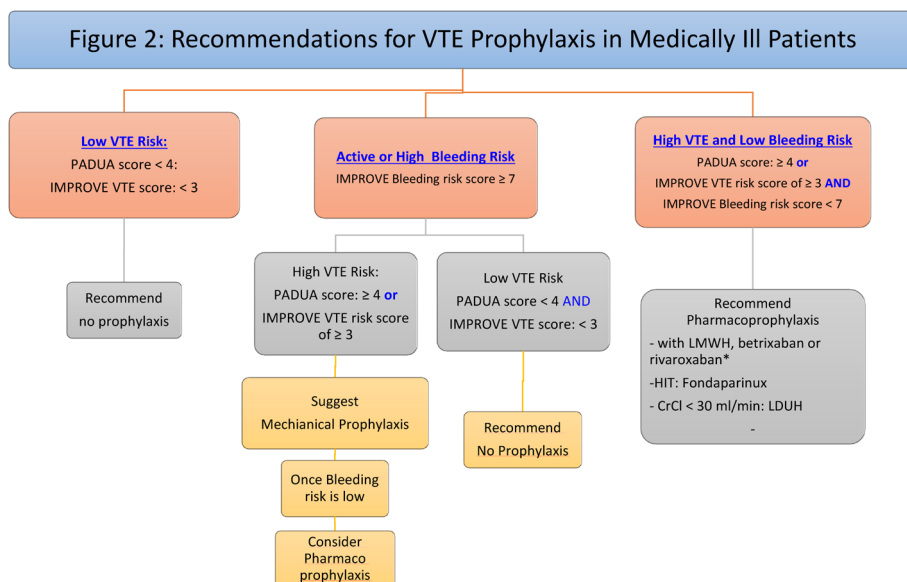 Figure 2: Recommendations for VTE Prophylaxis in Medically Ill Patients
Low VTE Risk:
PADUA score < 4:
IMPROVE VTE score: < 3
Recommend
no prophylaxis
Active or High Bleeding Risk
IMPROVE Bleeding risk score ≥ 7
High VTE Risk:
PADUA score: ≥ 4 or
IMPROVE VTE risk score
of ≥ 3
Suggest
Mechianical Prophylaxis
Once Bleeding
risk is low
Consider
Pharmaco
prophylaxis
Low VTE Risk
PADUA score < 4 AND
IMPROVE VTE score: < 3
Recommend
No Prophylaxis
High VTE and Low Bleeding Risk
PADUA score: ≥ 4 or
IMPROVE VTE risk score of ≥ 3 AND
IMPROVE Bleeding risk score < 7
Recommend
Pharmacoprophylaxis
- with LMWH, betrixaban or
rivaroxaban*
-HIT: Fondaparinux
- CrCl < 30 ml/min: LDUH
-